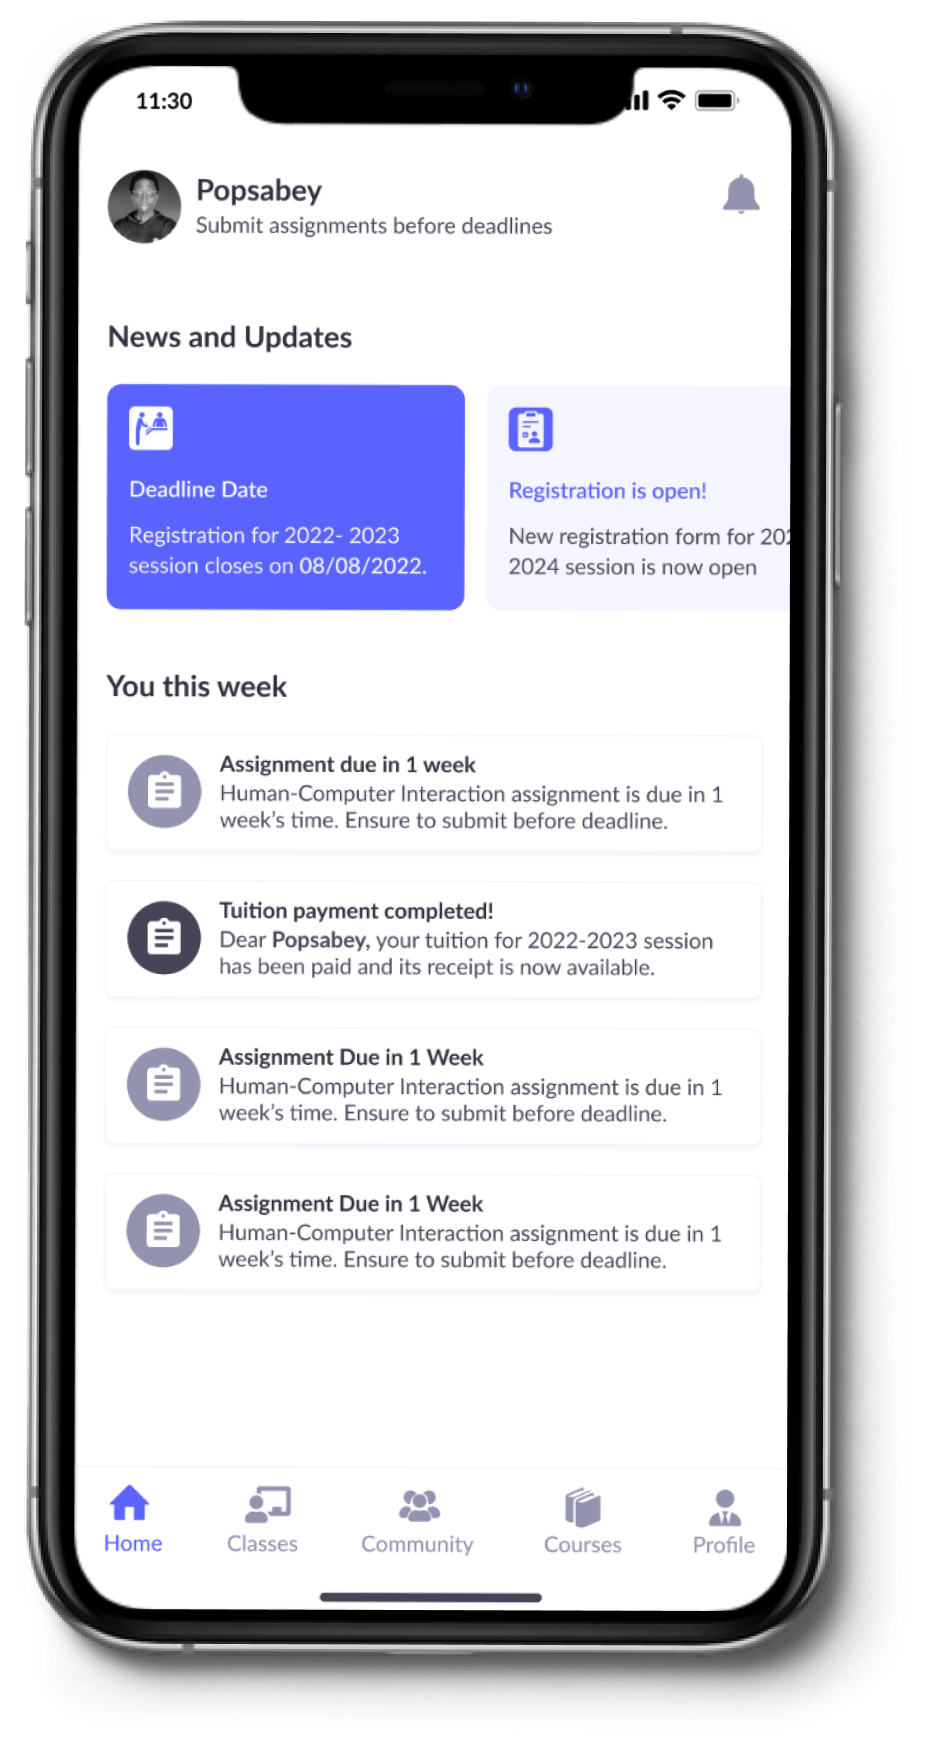 11:30
Popsabey
Submit assignments before deadlines
News and Updates
Deadline Date
Registration for 2022- 2023
session closes on 08/08/2022.
Registration is open!
New registration form for 202
2024 session is now open
You this week
Assignment due in 1 week
Human-Computer Interaction assignment is due in 1
week's time. Ensure to submit before deadline.
Tuition payment completed!
Dear Popsabey, your tuition for 2022-2023 session
has been paid and its receipt is now available.
Assignment Due in 1 Week
Human-Computer Interaction assignment is due in 1
week's time. Ensure to submit before deadline.
Assignment Due in 1 Week
Human-Computer Interaction assignment is due in 1
week's time. Ensure to submit before deadline.
Home
Classes
Community
Courses
Profile